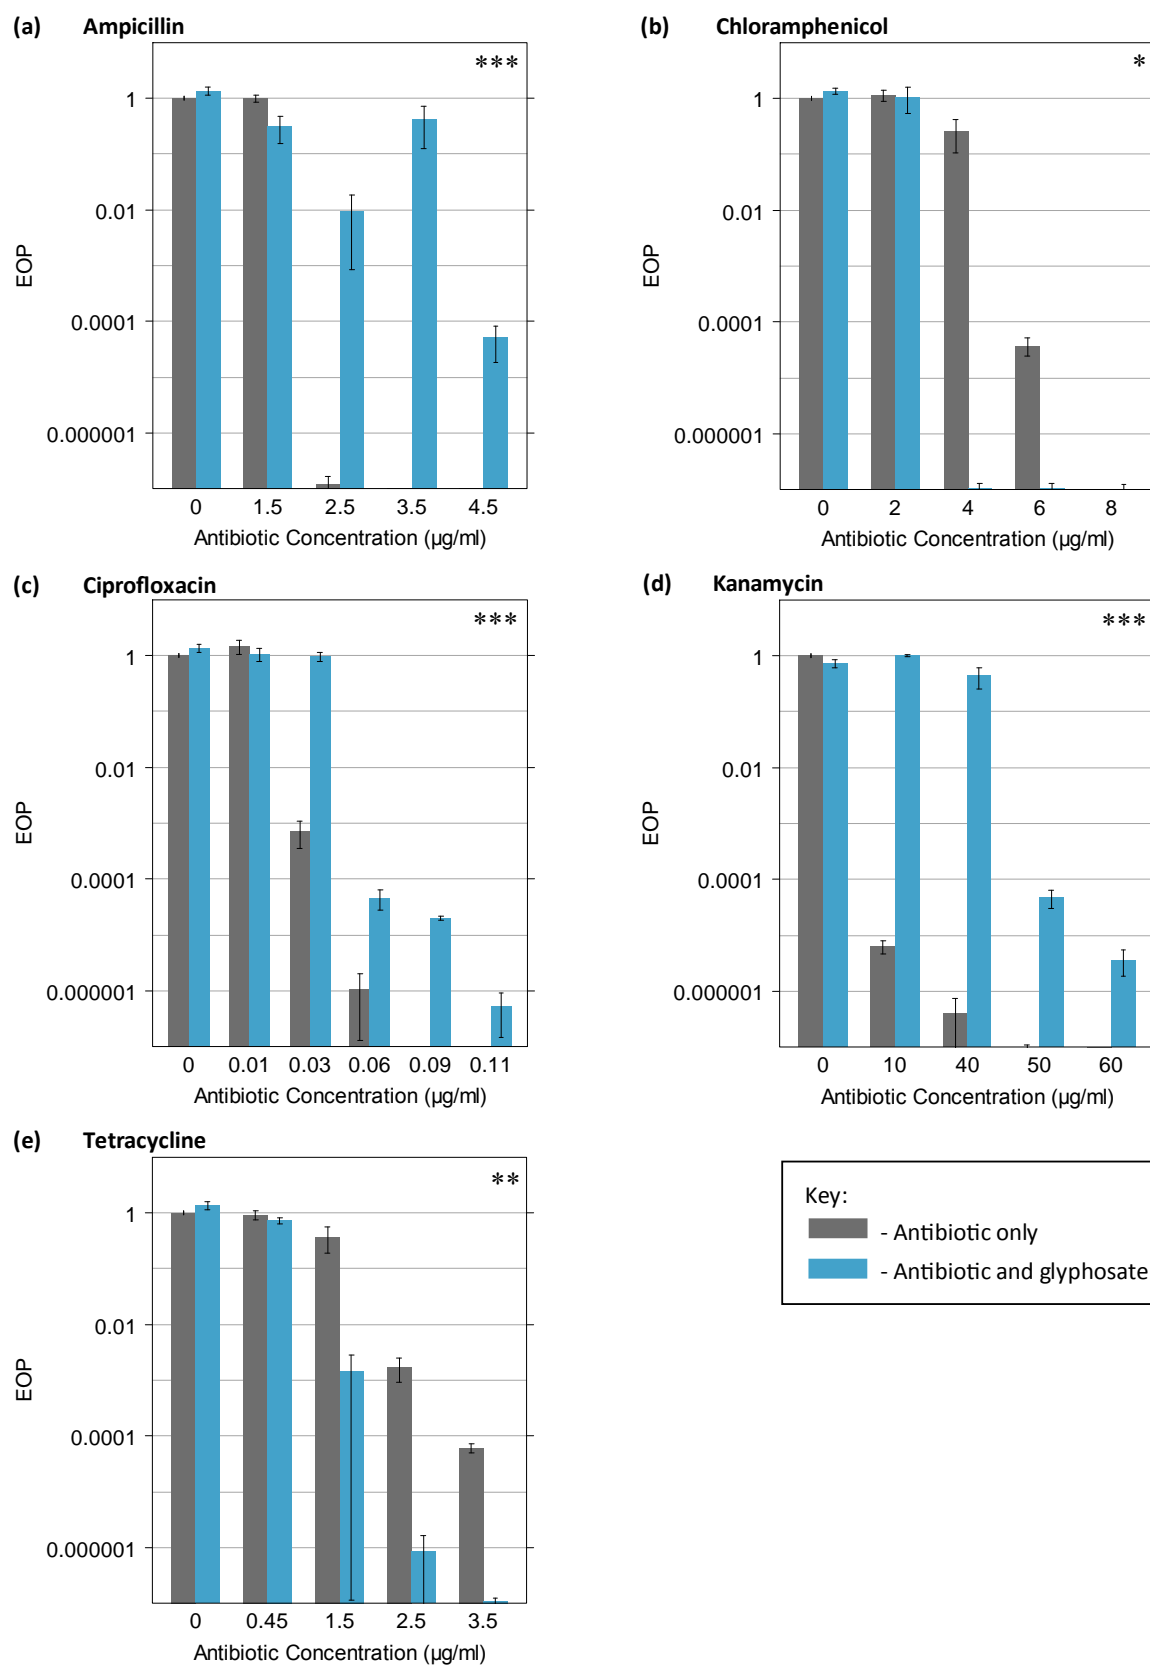 (a) Ampicillin
***
1
0.01
0.0001
0.000001
EOP
0 1.5 2.5 3.5 4.5
Antibiotic Concentration (µg/ml)
(b) Chloramphenicol
*
1
0.01
0.0001
0.000001
EOP
0 2 4 6 8
Antibiotic Concentration (µg/ml)
(c) Ciprofloxacin
***
1
0.01
0.0001
0.000001
EOP
0 0.01 0.03 0.06 0.09 0.11
Antibiotic Concentration (µg/ml)
(d) Kanamycin
***
1
0.01
0.0001
0.000001
EOP
0 10 40 50 60
Antibiotic Concentration (µg/ml)
(e) Tetracycline
**
1
0.01
0.0001
0.000001
EOP
0 0.45 1.5 2.5 3.5
Antibiotic Concentration (µg/ml)
Key:
- Antibiotic only
- Antibiotic and glyphosate